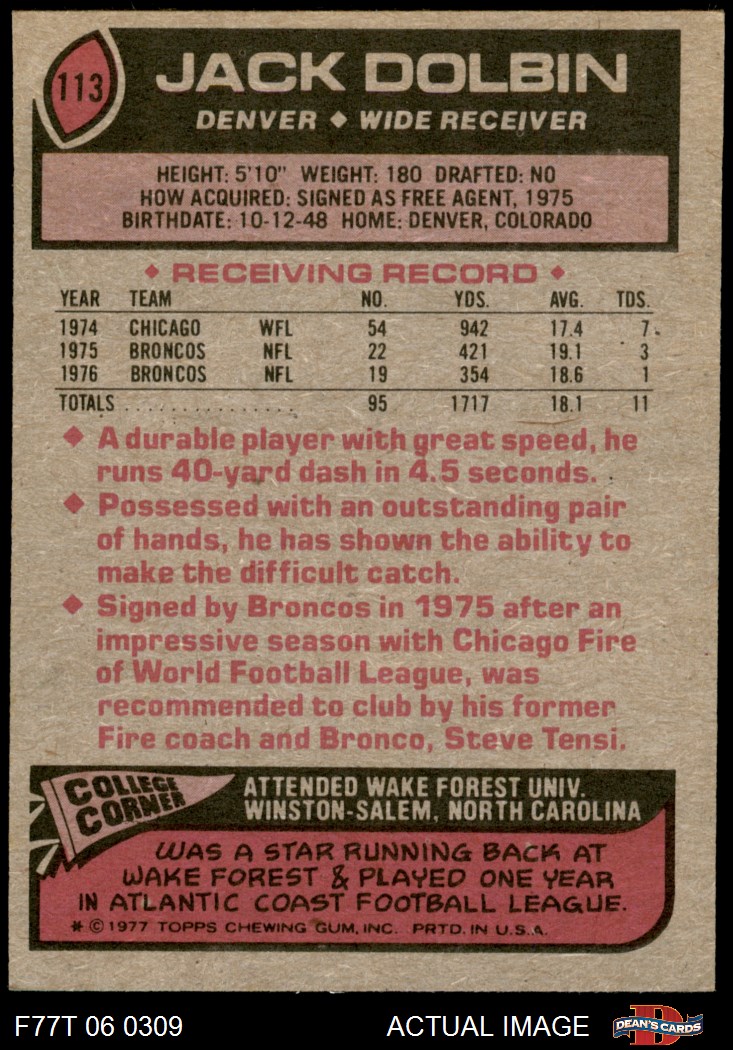 113
JACK DOLBIN
DENVER ◆ WIDE RECEIVER
HEIGHT: 5'10" WEIGHT: 180 DRAFTED: NO
HOW ACQUIRED: SIGNED AS FREE AGENT, 1975
BIRTHDATE: 10-12-48 HOME: DENVER, COLORADO
◆ RECEIVING RECORD ◆
YEAR TEAM NO. YDS. AVG. TDS.
1974 CHICAGO WFL 54 942 17.4 7
1975 BRONCOS NFL 22 421 19.1 3
1976 BRONCOS NFL 19 354 18.6 1
TOTALS . . . . . . . . . . . . . . . 95 1717 18.1 11
◆ A durable player with great speed, he
runs 40-yard dash in 4.5 seconds.
◆ Possessed with an outstanding pair
of hands, he has shown the ability to
make the difficult catch.
◆ Signed by Broncos in 1975 after an
impressive season with Chicago Fire
of World Football League, was
recommended to club by his former
Fire coach and Bronco, Steve Tensi.
COLLEGE
CORNER
ATTENDED WAKE FOREST UNIV.
WINSTON-SALEM, NORTH CAROLINA
WAS A STAR RUNNING BACK AT
WAKE FOREST & PLAYED ONE YEAR
IN ATLANTIC COAST FOOTBALL LEAGUE.
* © 1977 TOPPS CHEWING GUM, INC. PRTD. IN U.S.A.
F77T 06 0309 ACTUAL IMAGE
D
DEAN'S CARDS